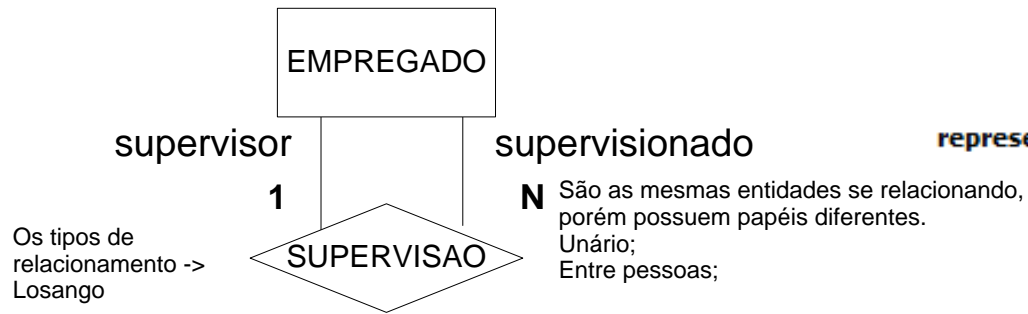 EMPREGADO
supervisor
supervisionado
1
N
São as mesmas entidades se relacionando,
porém possuem papéis diferentes.
Unário;
Entre pessoas;
Os tipos de
relacionamento ->
Losango
SUPERVISAO